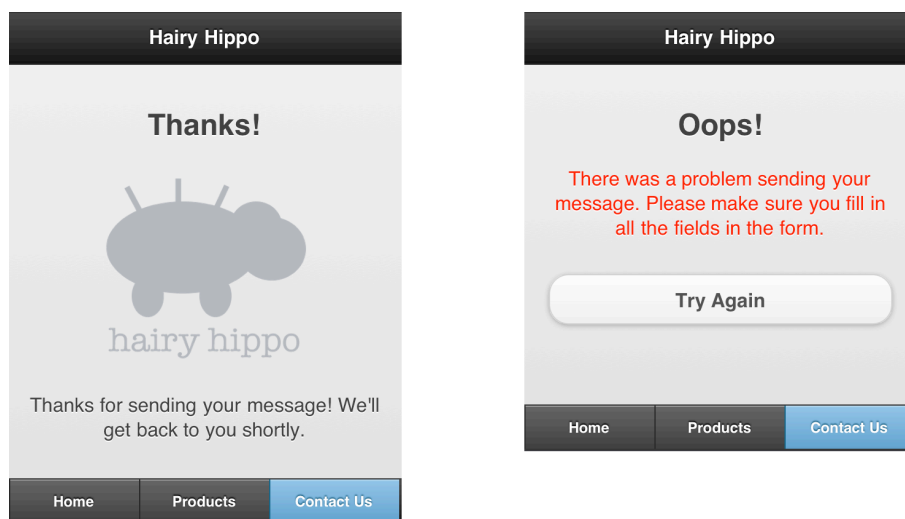 Hairy Hippo
Thanks!
hairy hippo
Thanks for sending your message! We'll
get back to you shortly.
Home Products Contact Us
Hairy Hippo
Oops!
There was a problem sending your
message. Please make sure you fill in
all the fields in the form.
Try Again
Home Products Contact Us